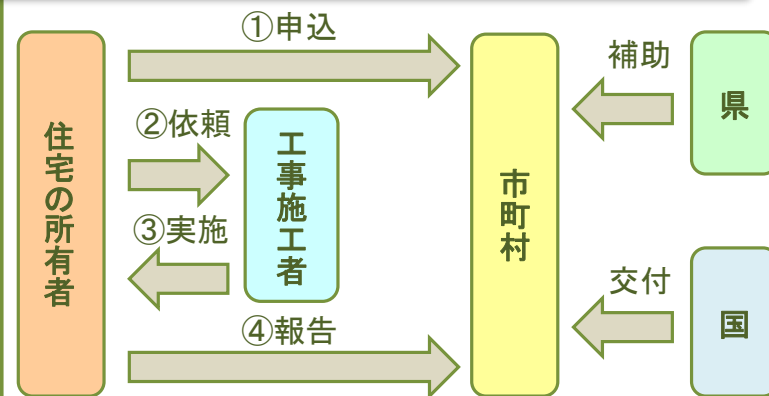 ①申込
補助
県
②依頼
住宅の所有者
工事施工者
市町村
③実施
交付
国
④報告